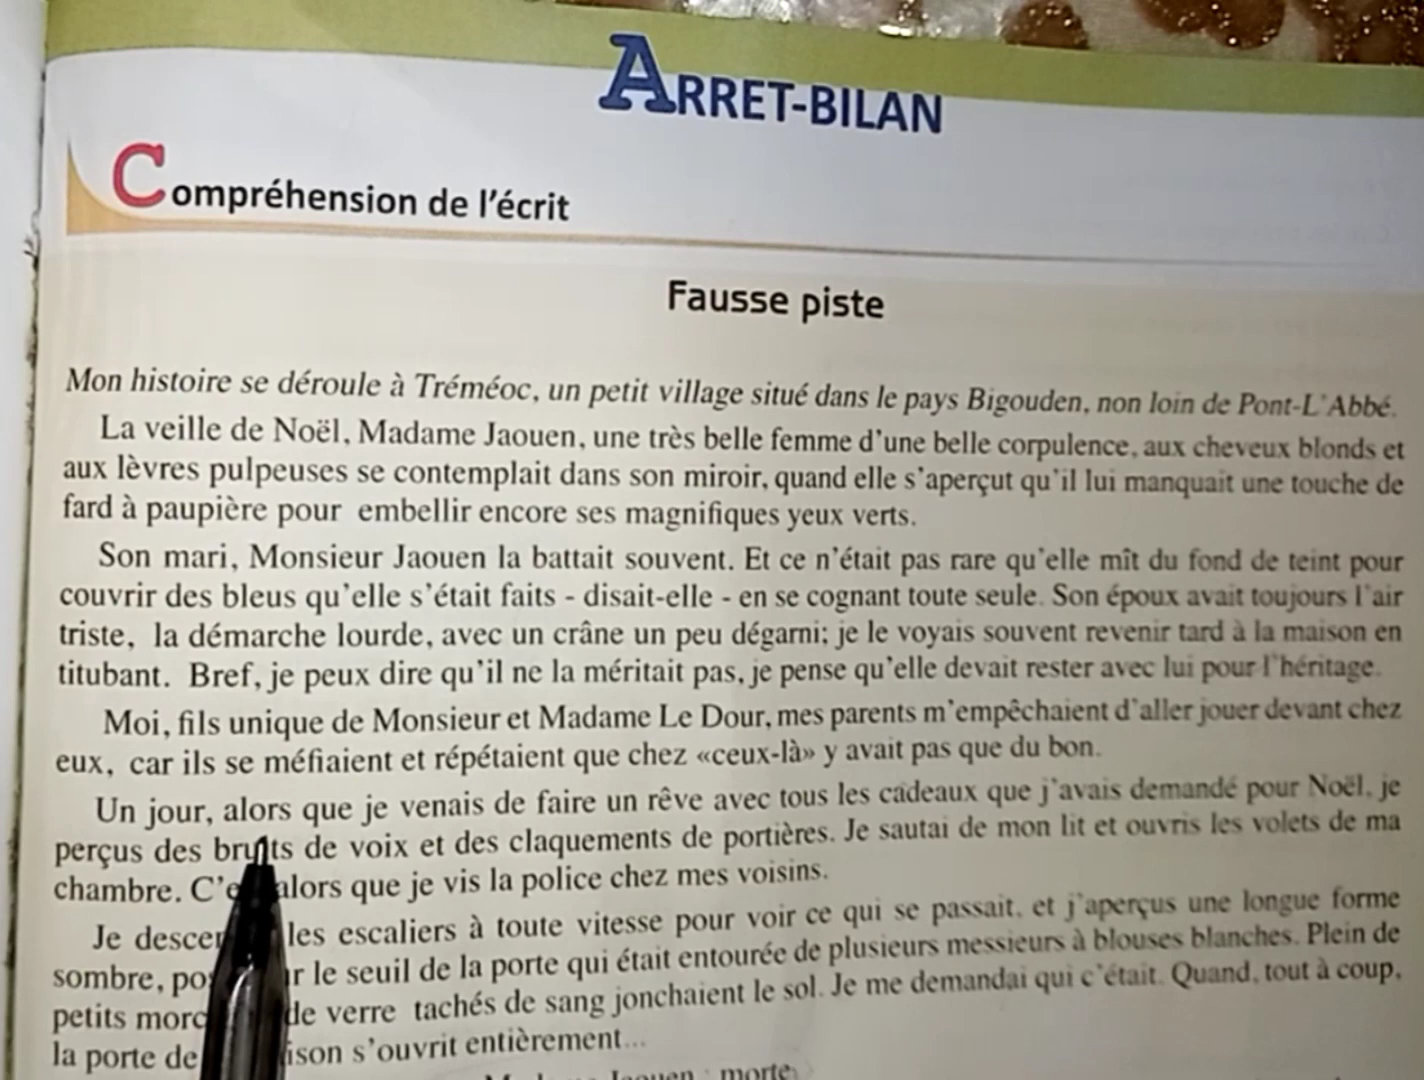 ARRET-BILAN
Compréhension de l'écrit
Fausse piste
Mon histoire se déroule à Tréméoc, un petit village situé dans le pays Bigouden, non loin de Pont-L'Abbé.
La veille de Noël, Madame Jaouen, une très belle femme d'une belle corpulence, aux cheveux blonds et
aux lèvres pulpeuses se contemplait dans son miroir, quand elle s'aperçut qu'il lui manquait une touche de
fard à paupière pour embellir encore ses magnifiques yeux verts.
Son mari, Monsieur Jaouen la battait souvent. Et ce n'était pas rare qu'elle mît du fond de teint pour
couvrir des bleus qu'elle s'était faits - disait-elle - en se cognant toute seule. Son époux avait toujours l'air
triste, la démarche lourde, avec un crâne un peu dégarni; je le voyais souvent revenir tard à la maison en
titubant. Bref, je peux dire qu'il ne la méritait pas, je pense qu'elle devait rester avec lui pour l'héritage.
Moi, fils unique de Monsieur et Madame Le Dour, mes parents m'empêchaient d'aller jouer devant chez
eux, car ils se méfiaient et répétaient que chez «ceux-là» y avait pas que du bon.
Un jour, alors que je venais de faire un rêve avec tous les cadeaux que j'avais demandé pour Noël, je
perçus des bruits de voix et des claquements de portières. Je sautai de mon lit et ouvris les volets de ma
chambre. alors que je vis la police chez mes voisins.
Je les escaliers à toute vitesse pour voir ce qui se passait, et j'aperçus une longue forme
sombre, le seuil de la porte qui était entourée de plusieurs messieurs à blouses blanches. Plein de
petits de verre tachés de sang jonchaient le sol. Je me demandai qui c'était. Quand, tout à coup,
la porte de s'ouvrit entièrement...
Jaouen morte